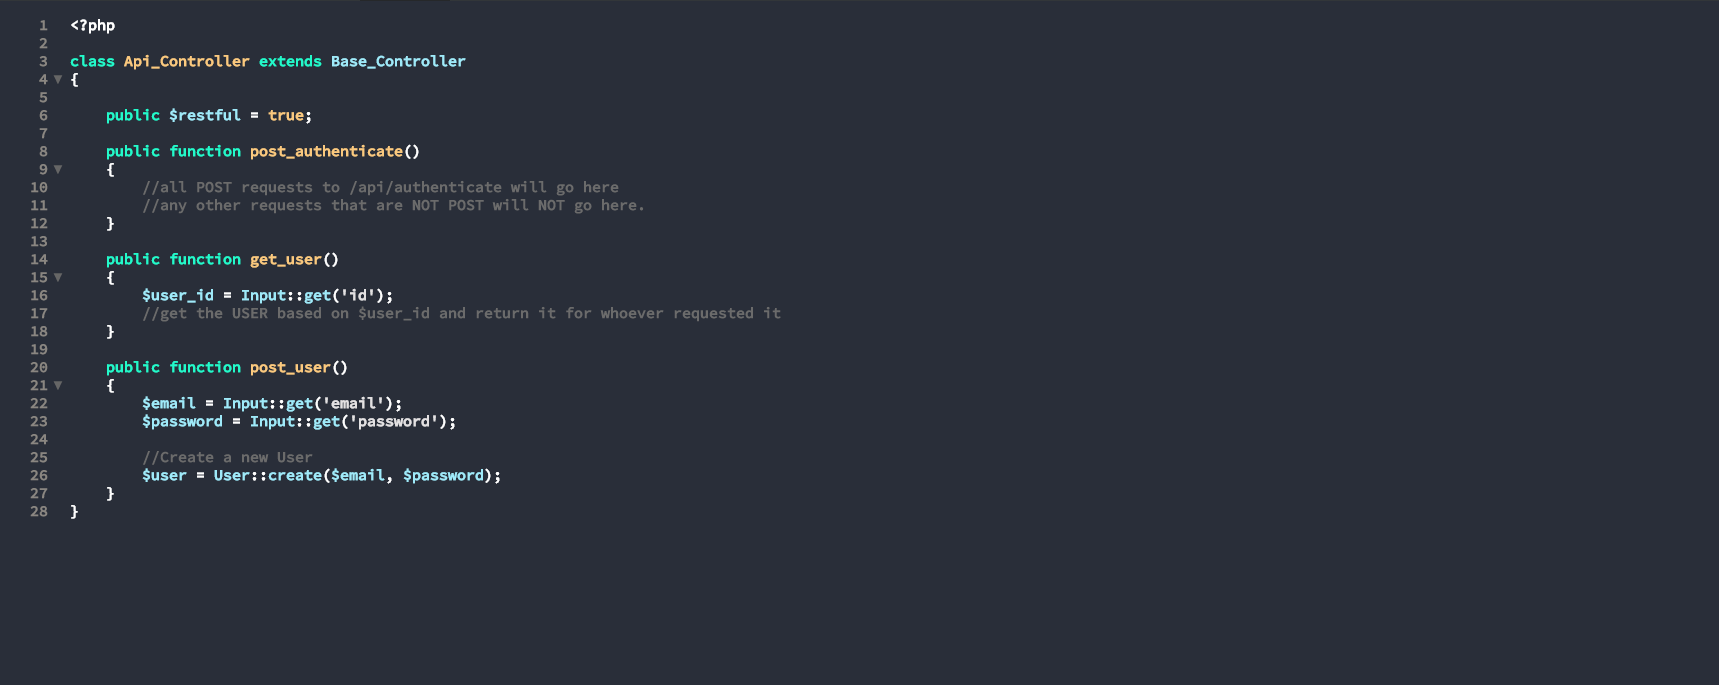 1 <?php
2
3 class Api_Controller extends Base_Controller
4 {
5
6     public $restful = true;
7
8     public function post_authenticate()
9     {
10         //all POST requests to /api/authenticate will go here
11         //any other requests that are NOT POST will NOT go here.
12     }
13
14     public function get_user()
15     {
16         $user_id = Input::get('id');
17         //get the USER based on $user_id and return it for whoever requested it
18     }
19
20     public function post_user()
21     {
22         $email = Input::get('email');
23         $password = Input::get('password');
24
25         //Create a new User
26         $user = User::create($email, $password);
27     }
28 }